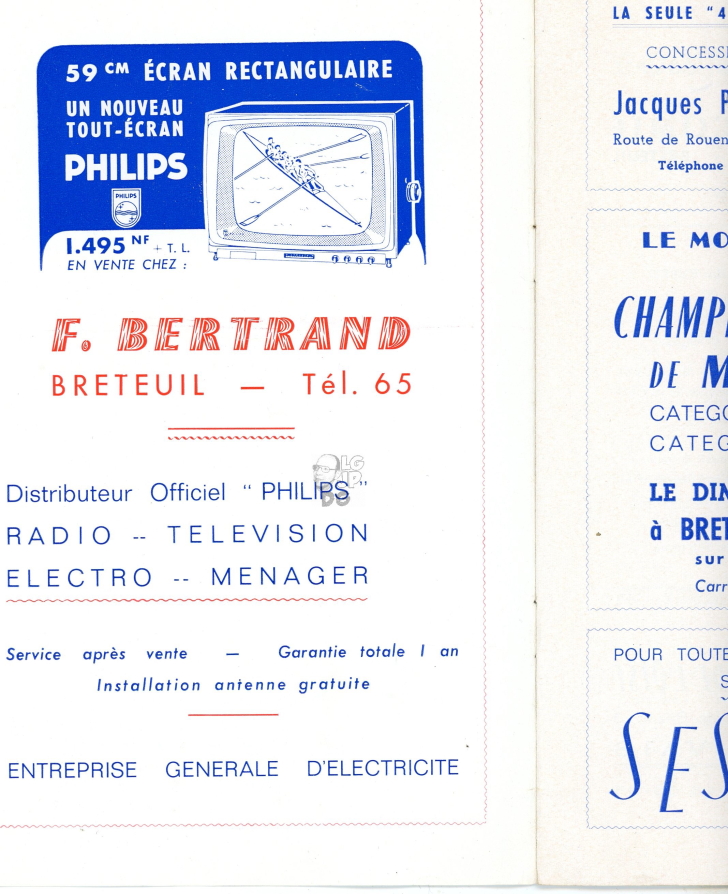 59 CM ÉCRAN RECTANGULAIRE
UN NOUVEAU
TOUT-ÉCRAN
PHILIPS
PHILIPS
1.495 NF + T. L.
EN VENTE CHEZ :
F. BERTRAND
BRETEUIL — Tél. 65
Distributeur Officiel " PHILIPS "
RADIO -- TELEVISION
ELECTRO -- MENAGER
Service après vente — Garantie totale 1 an
Installation antenne gratuite
ENTREPRISE GENERALE D'ELECTRICITE
LA SEULE "4
CONCESS
Jacques P
Route de Rouen
Téléphone
LE MO
CHAMP
DE M
CATEGO
CATEG
LE DIN
à BRET
sur
Carr
POUR TOUTE
S
SES